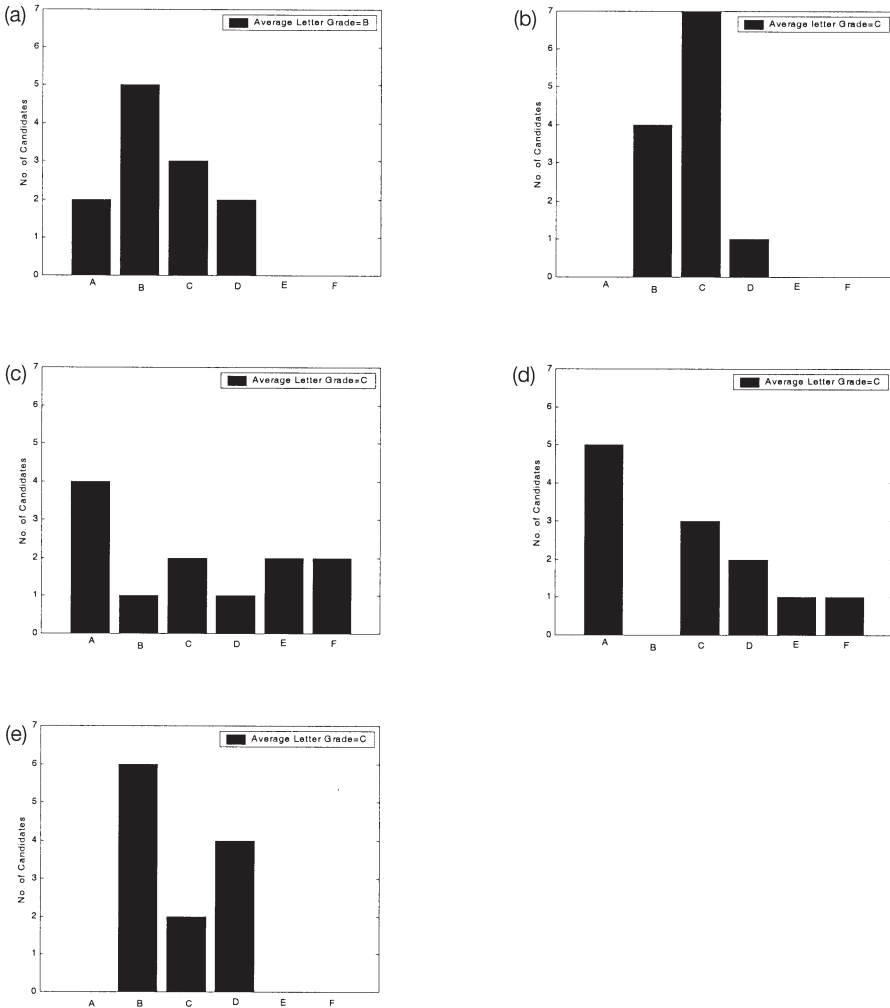 (a)
7
6
5
4
3
2
1
0
No. of Candidates
Average Letter Grade=B
A B C D E F
(b)
7
6
5
4
3
2
1
0
No. of Candidates
Average letter Grade=C
A B C D E F
(c)
7
6
5
4
3
2
1
0
No. of Candidates
Average Letter Grade=C
A B C D E F
(d)
7
6
5
4
3
2
1
0
No. of Candidates
Average Letter Grade=C
A B C D E F
(e)
7
6
5
4
3
2
1
0
No. of Candidates
Average Letter Grade=C
A B C D E F